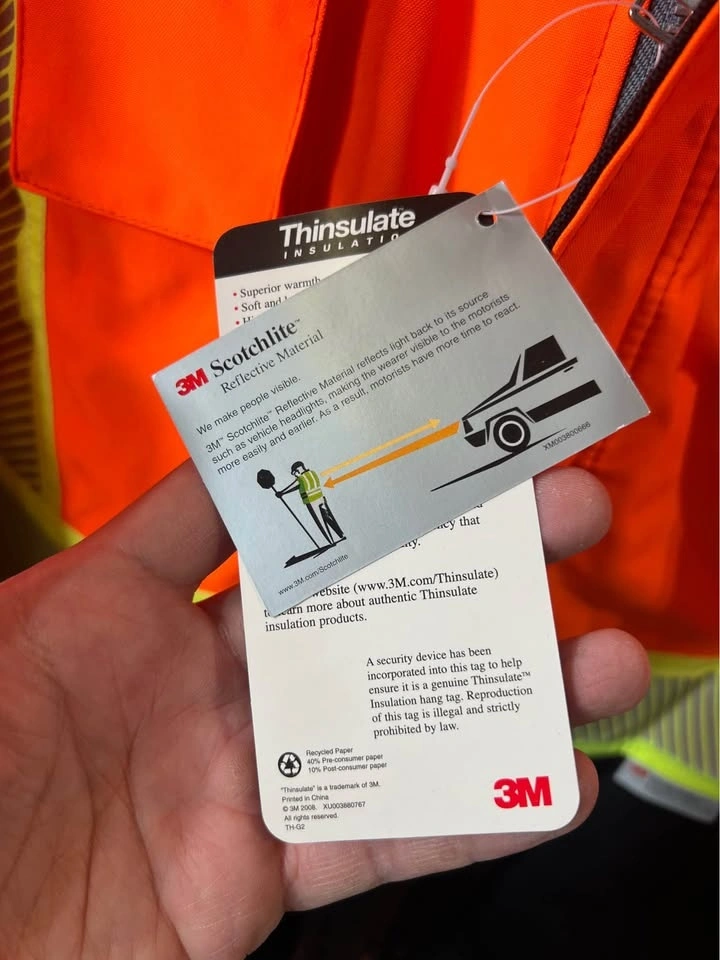 Thinsulate™
INSULATIO
• Superior warmth
• Soft and
3M Scotchlite™
Reflective Material
We make people visible.
3M™ Scotchlite™ Reflective Material reflects light back to its source
such as vehicle headlights, making the wearer visible to the motorists
more easily and earlier. As a result, motorists have more time to react.
XM003800666
www.3M.com/Scotchlite
that
website (www.3M.com/Thinsulate)
to learn more about authentic Thinsulate
insulation products.
A security device has been
incorporated into this tag to help
ensure it is a genuine Thinsulate™
Insulation hang tag. Reproduction
of this tag is illegal and strictly
prohibited by law.
Recycled Paper
40% Pre-consumer paper
10% Post-consumer paper
"Thinsulate" is a trademark of 3M.
Printed in China
© 3M 2008. XU003880767
All rights reserved.
TH-G2
3M